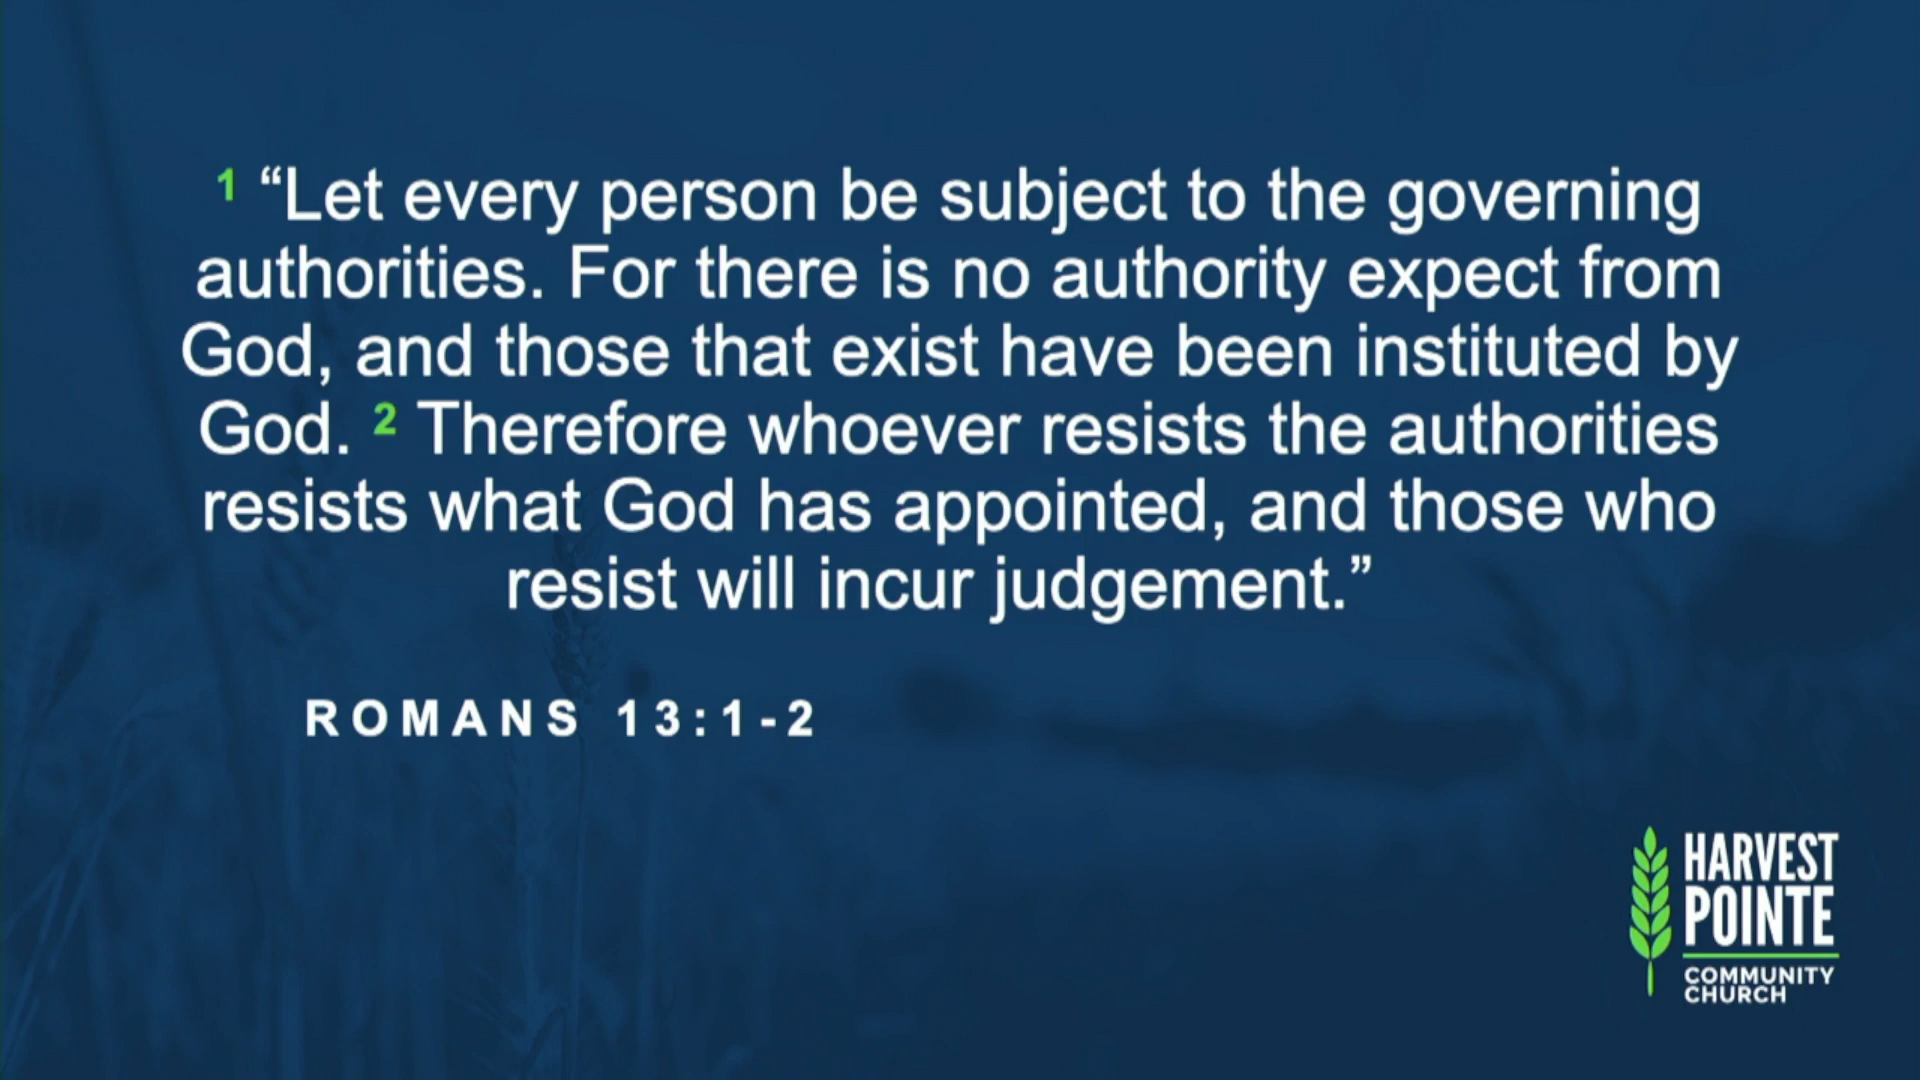 1 “Let every person be subject to the governing
authorities. For there is no authority expect from
God, and those that exist have been instituted by
God. 2 Therefore whoever resists the authorities
resists what God has appointed, and those who
resist will incur judgement.”
ROMANS 13:1-2
HARVEST
POINTE
COMMUNITY
CHURCH